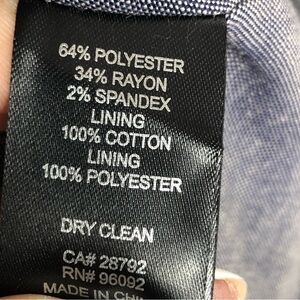 64% POLYESTER
34% RAYON
2% SPANDEX
LINING
100% COTTON
LINING
100% POLYESTER
DRY CLEAN
CA# 28792
RN# 96092
MADE IN CHINA